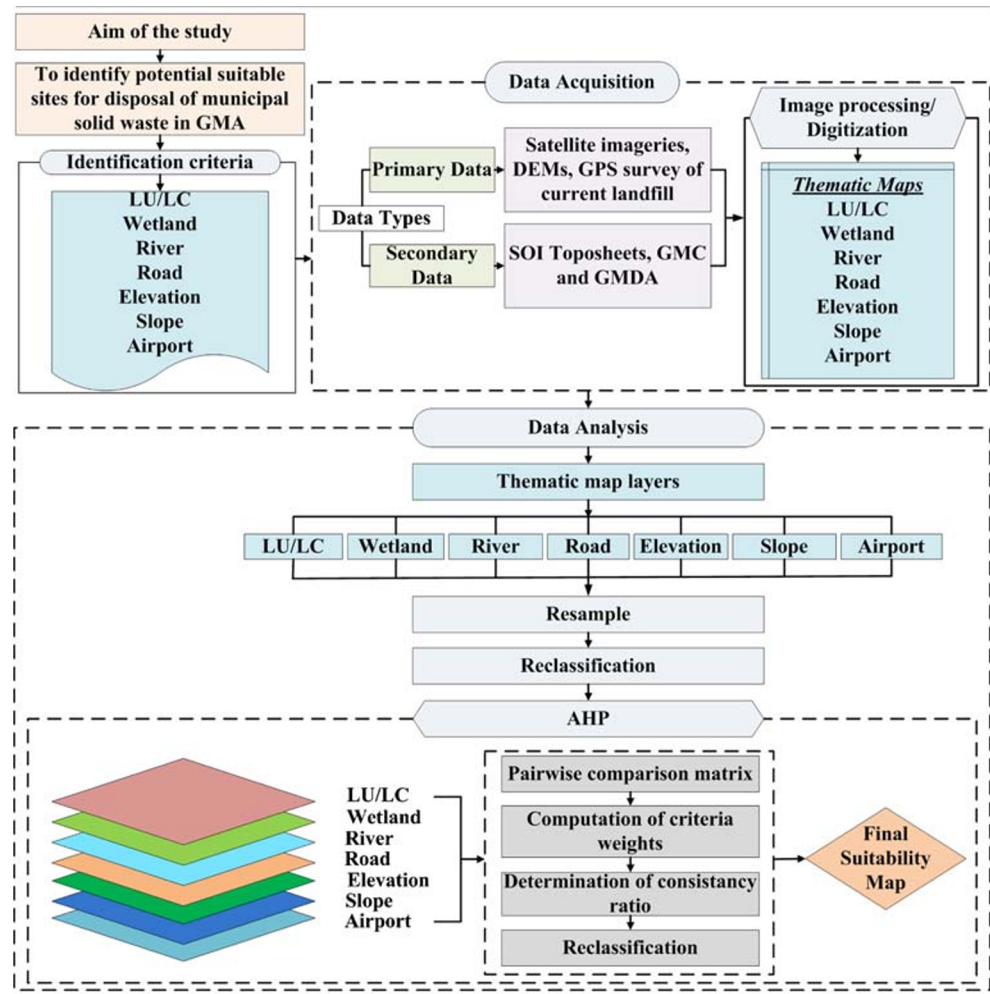 Aim of the study
To identify potential suitable
sites for disposal of municipal
solid waste in GMA
Identification criteria
LU/LC
Wetland
River
Road
Elevation
Slope
Airport
Data Acquisition
Data Types
Primary Data
Satellite imageries,
DEMs, GPS survey of
current landfill
Secondary
Data
SOI Toposheets, GMC
and GMDA
Image processing/
Digitization
Thematic Maps
LU/LC
Wetland
River
Road
Elevation
Slope
Airport
Data Analysis
Thematic map layers
LU/LC Wetland River Road Elevation Slope Airport
Resample
Reclassification
AHP
LU/LC
Wetland
River
Road
Elevation
Slope
Airport
Pairwise comparison matrix
Computation of criteria
weights
Determination of consistancy
ratio
Reclassification
Final
Suitability
Map